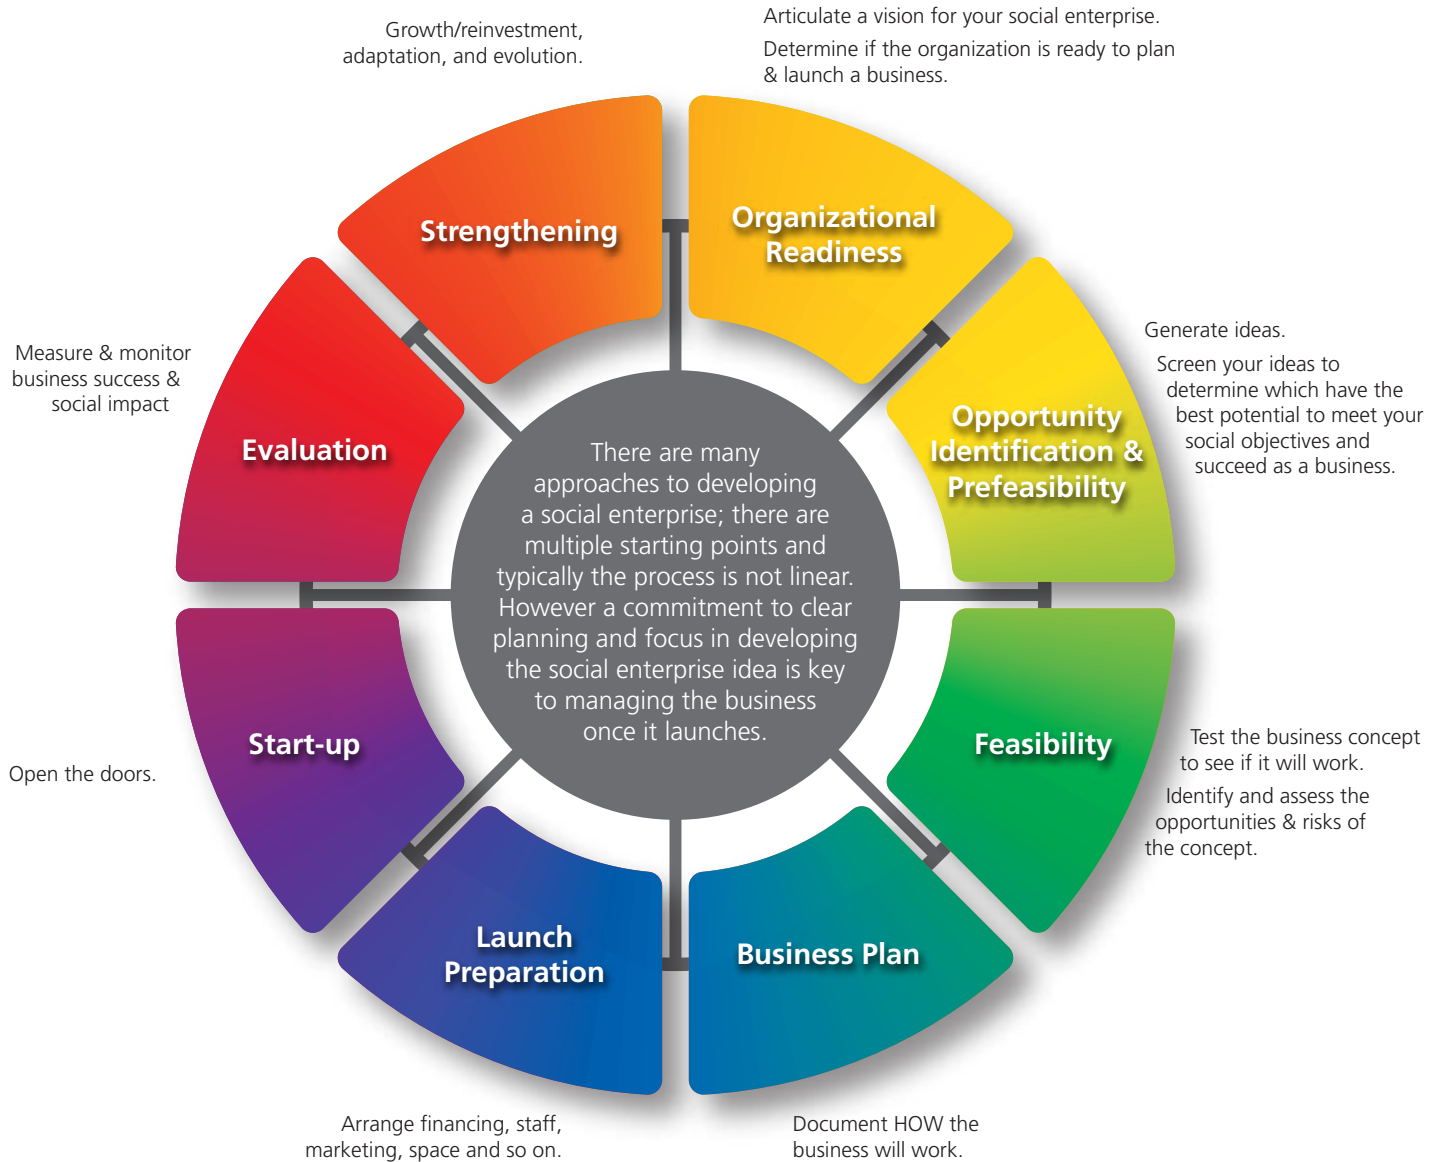 Growth/reinvestment,
adaptation, and evolution.
Articulate a vision for your social enterprise.
Determine if the organization is ready to plan
& launch a business.
Strengthening
Organizational
Readiness
Generate ideas.
Screen your ideas to
determine which have the
best potential to meet your
social objectives and
succeed as a business.
Opportunity
Identification &
Prefeasibility
Measure & monitor
business success &
social impact
Evaluation
There are many
approaches to developing
a social enterprise; there are
multiple starting points and
typically the process is not linear.
However a commitment to clear
planning and focus in developing
the social enterprise idea is key
to managing the business
once it launches.
Feasibility
Test the business concept
to see if it will work.
Identify and assess the
opportunities & risks of
the concept.
Start-up
Open the doors.
Launch
Preparation
Business Plan
Arrange financing, staff,
marketing, space and so on.
Document HOW the
business will work.